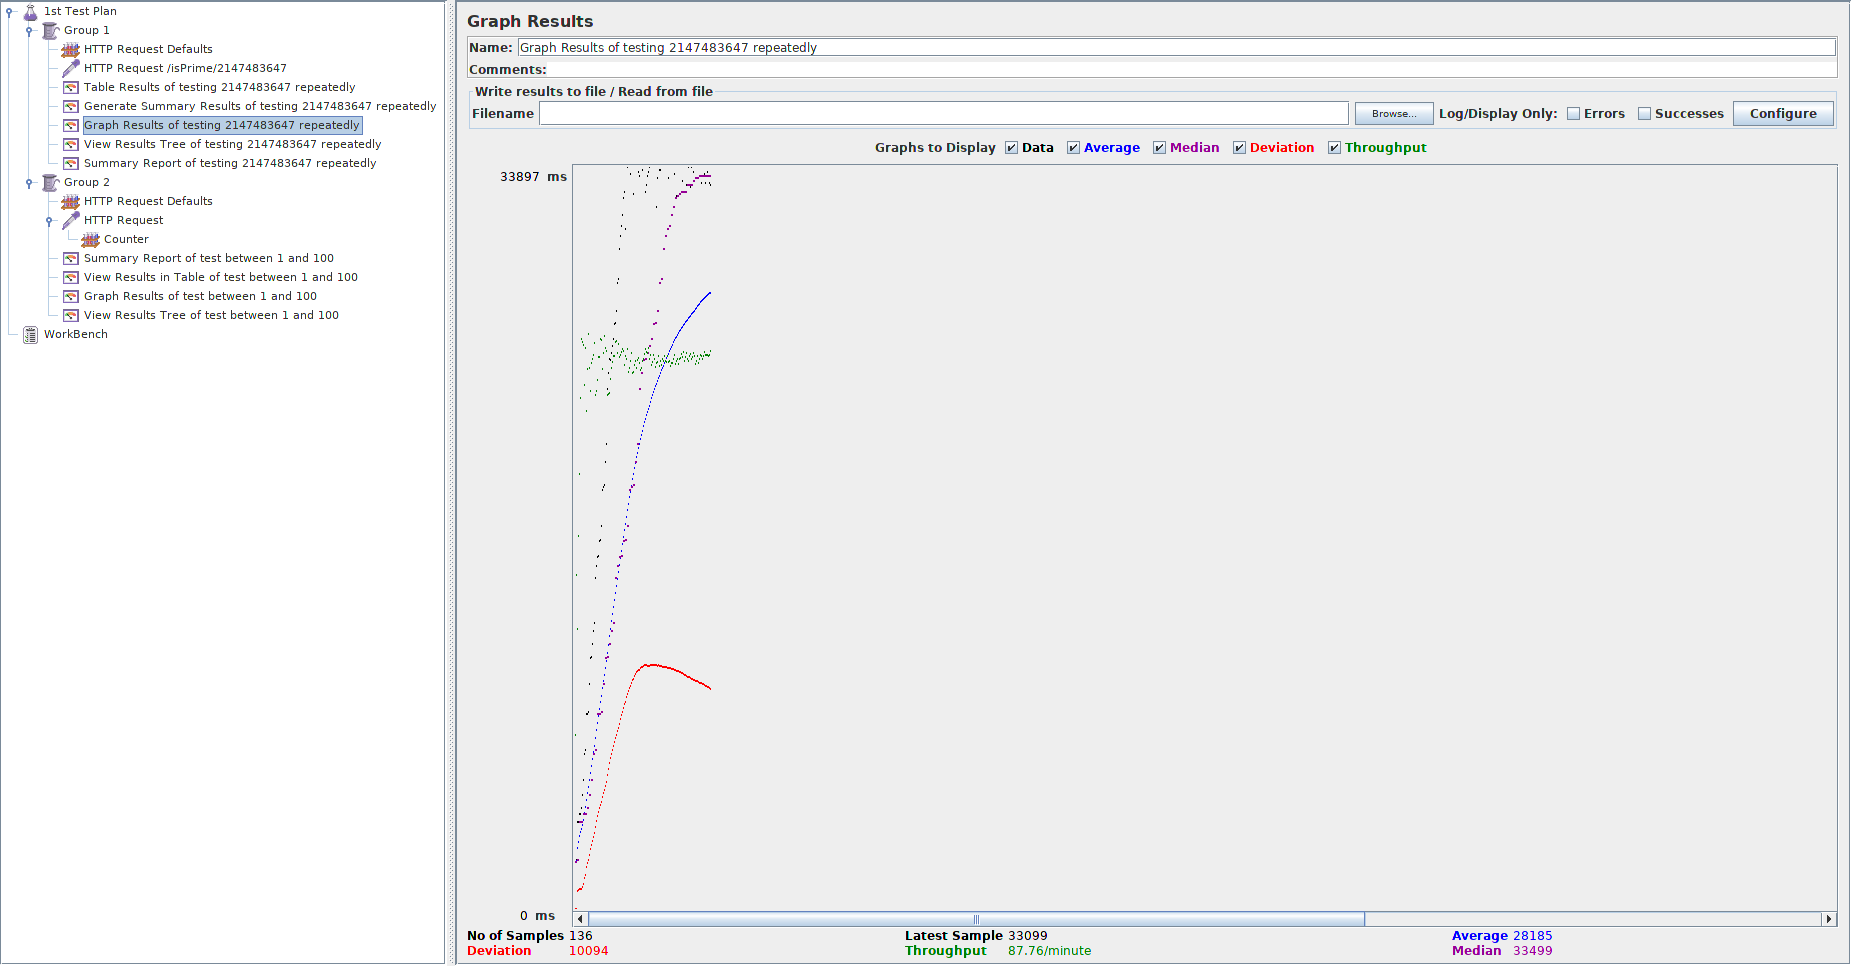 1st Test Plan
Group 1
HTTP Request Defaults
HTTP Request /isPrime/2147483647
Table Results of testing 2147483647 repeatedly
Generate Summary Results of testing 2147483647 repeatedly
Graph Results of testing 2147483647 repeatedly
View Results Tree of testing 2147483647 repeatedly
Summary Report of testing 2147483647 repeatedly
Group 2
HTTP Request Defaults
HTTP Request
Counter
Summary Report of test between 1 and 100
View Results in Table of test between 1 and 100
Graph Results of test between 1 and 100
View Results Tree of test between 1 and 100
WorkBench
Graph Results
Name: Graph Results of testing 2147483647 repeatedly
Comments:
Write results to file / Read from file
Filename Browse... Log/Display Only: Errors Successes Configure
Graphs to Display Data Average Median Deviation Throughput
33897 ms
0 ms
No of Samples 136 Latest Sample 33099 Average 28185
Deviation 10094 Throughput 87.76/minute Median 33499